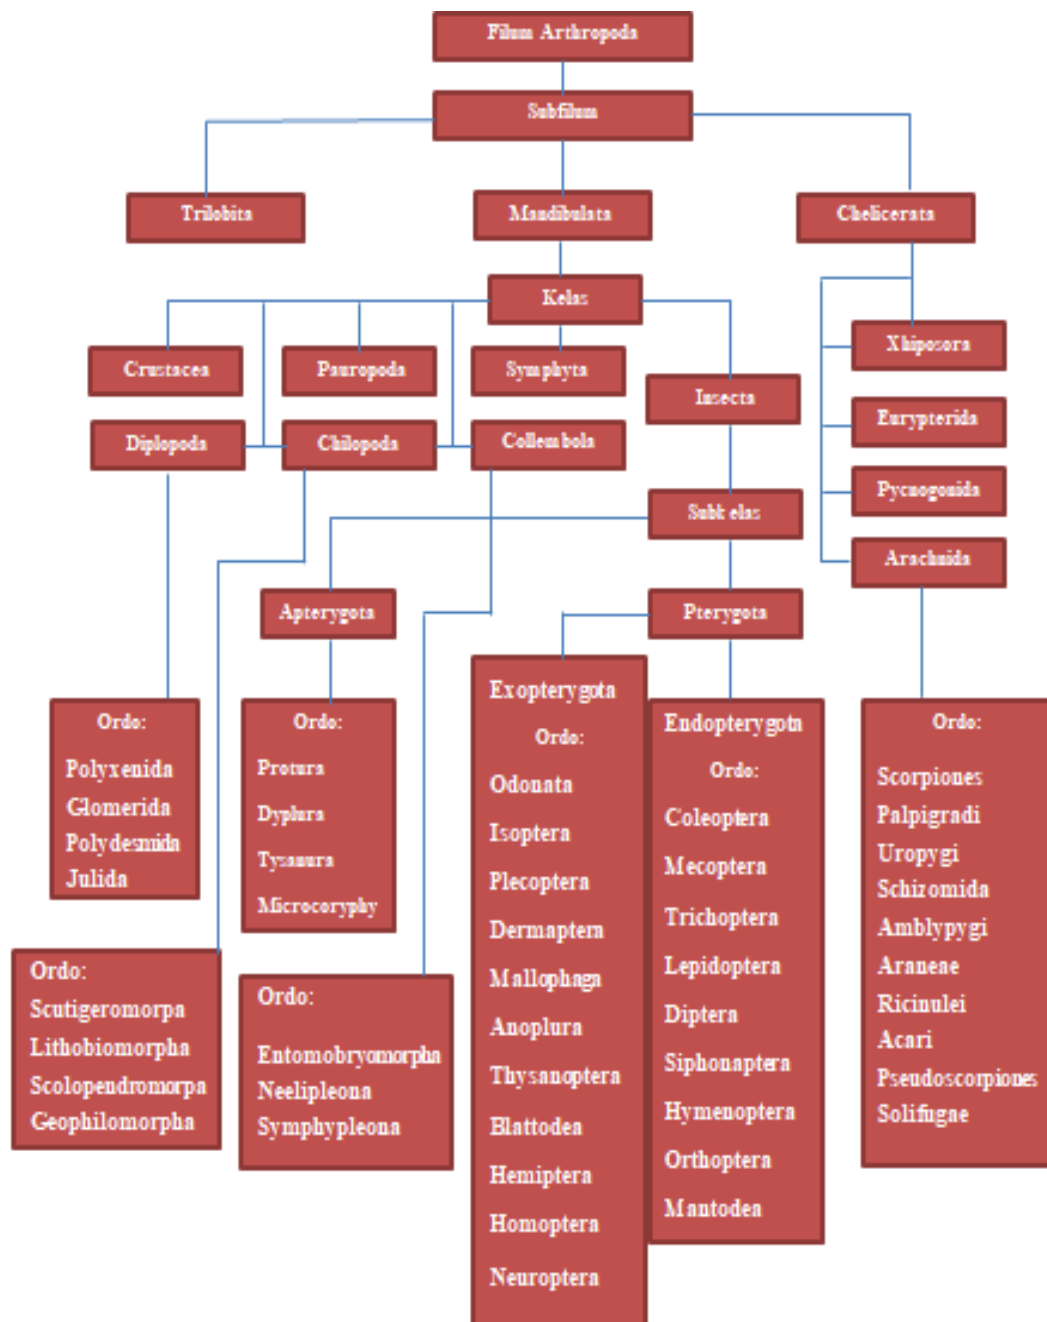 Filum Arthropoda
Subfilum
Trilobita
Mandibulata
Chelicerata
Kelas
Crustacea
Pauropoda
Symphyta
Insecta
Xhiposora
Diplopoda
Chilopoda
Collembola
Eurypterida
Pycnogonida
Subkelas
Arachnida
Apterygota
Pterygota
Ordo:
Polyxenida
Glomerida
Polydesmida
Julida
Ordo:
Protura
Dyplura
Tysanura
Microcoryphy
Exopterygota
Ordo:
Odonata
Isoptera
Plecoptera
Dermaptera
Mallophaga
Anoplura
Thysanoptera
Blattodea
Hemiptera
Homoptera
Neuroptera
Endopterygota
Ordo:
Coleoptera
Mecoptera
Trichoptera
Lepidoptera
Diptera
Siphonaptera
Hymenoptera
Orthoptera
Mantodea
Ordo:
Scorpiones
Palpigradi
Uropygi
Schizomida
Amblypygi
Araneae
Ricinulei
Acari
Pseudoscorpiones
Solifugae
Ordo:
Scutigeromorpa
Lithobiomorpha
Scolopendromorpa
Geophilomorpha
Ordo:
Entomobryomorpha
Neelipleona
Symphypleona